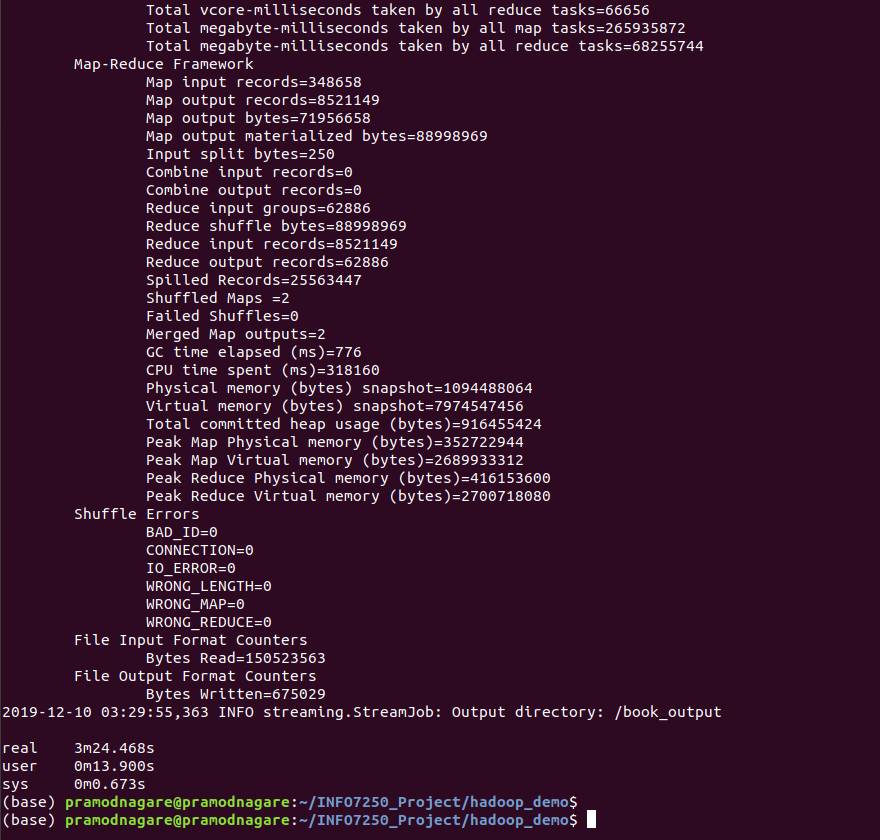 Total vcore-milliseconds taken by all reduce tasks=66656
Total megabyte-milliseconds taken by all map tasks=265935872
Total megabyte-milliseconds taken by all reduce tasks=68255744
Map-Reduce Framework
Map input records=348658
Map output records=8521149
Map output bytes=71956658
Map output materialized bytes=88998969
Input split bytes=250
Combine input records=0
Combine output records=0
Reduce input groups=62886
Reduce shuffle bytes=88998969
Reduce input records=8521149
Reduce output records=62886
Spilled Records=25563447
Shuffled Maps =2
Failed Shuffles=0
Merged Map outputs=2
GC time elapsed (ms)=776
CPU time spent (ms)=318160
Physical memory (bytes) snapshot=1094488064
Virtual memory (bytes) snapshot=7974547456
Total committed heap usage (bytes)=916455424
Peak Map Physical memory (bytes)=352722944
Peak Map Virtual memory (bytes)=2689933312
Peak Reduce Physical memory (bytes)=416153600
Peak Reduce Virtual memory (bytes)=2700718080
Shuffle Errors
BAD_ID=0
CONNECTION=0
IO_ERROR=0
WRONG_LENGTH=0
WRONG_MAP=0
WRONG_REDUCE=0
File Input Format Counters
Bytes Read=150523563
File Output Format Counters
Bytes Written=675029
2019-12-10 03:29:55,363 INFO streaming.StreamJob: Output directory: /book_output
real 3m24.468s
user 0m13.900s
sys 0m0.673s
(base) pramodnagare@pramodnagare:~/INFO7250_Project/hadoop_demo$
(base) pramodnagare@pramodnagare:~/INFO7250_Project/hadoop_demo$